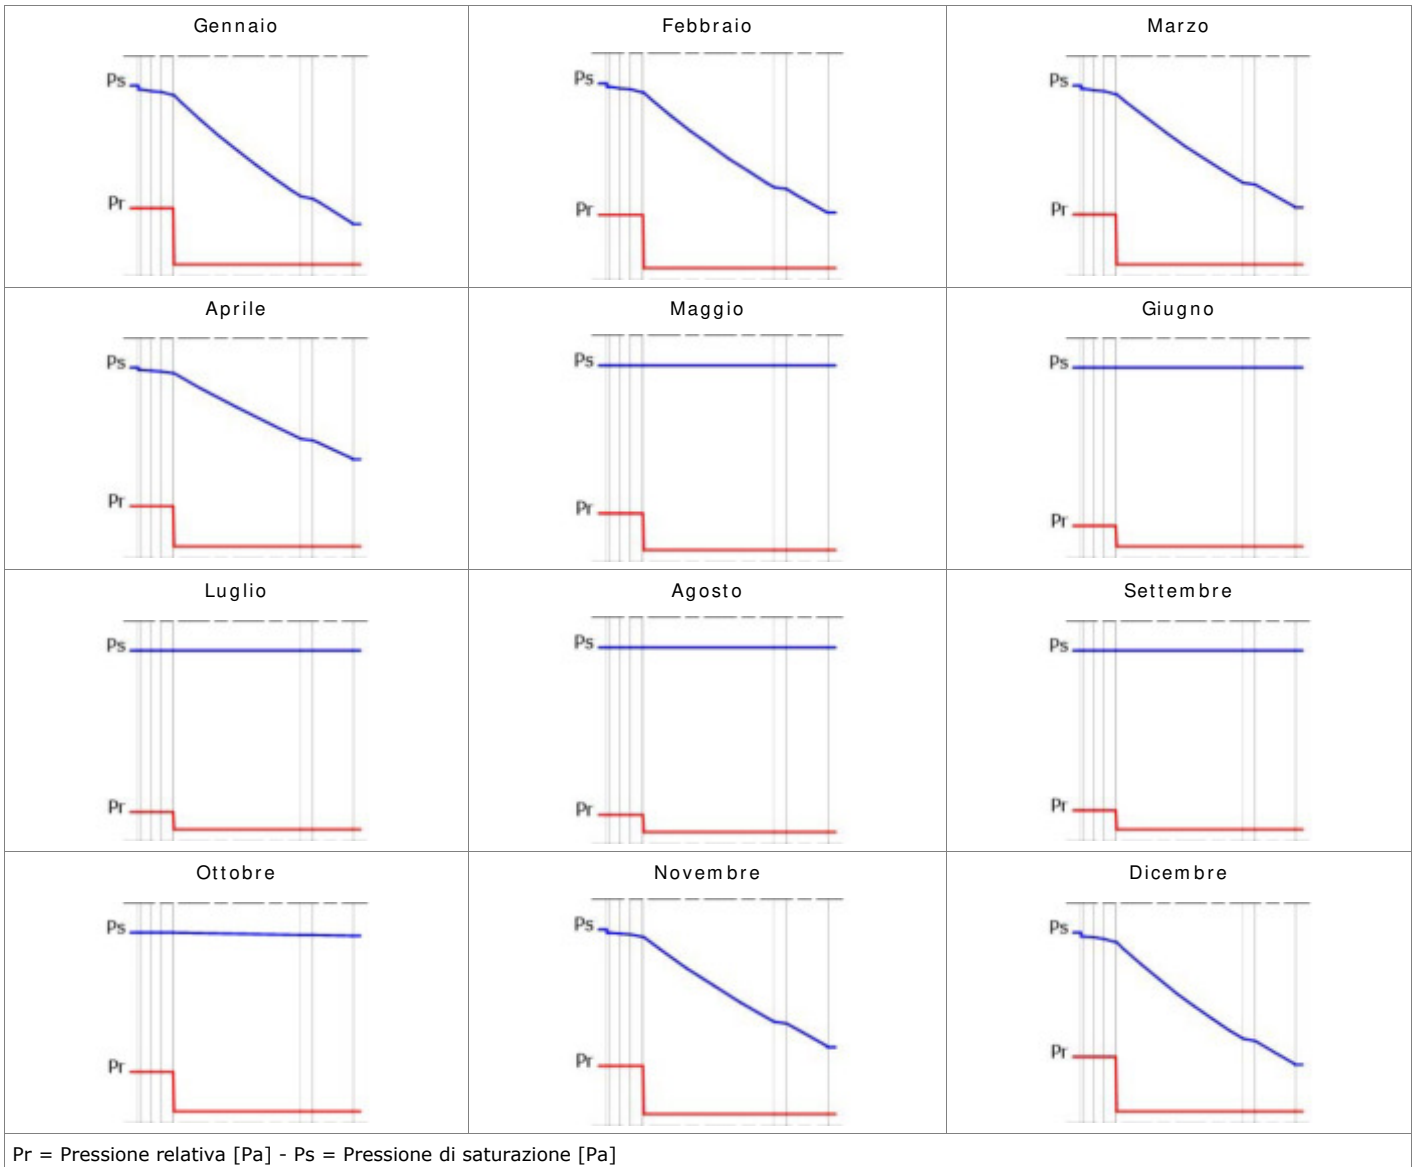 Gennaio
Febbraio
Marzo
Ps
Pr
Ps
Pr
Ps
Pr
Aprile
Maggio
Giugno
Ps
Pr
Ps
Pr
Ps
Pr
Luglio
Agosto
Settembre
Ps
Pr
Ps
Pr
Ps
Pr
Ottobre
Novembre
Dicembre
Ps
Pr
Ps
Pr
Ps
Pr
Pr = Pressione relativa [Pa] - Ps = Pressione di saturazione [Pa]